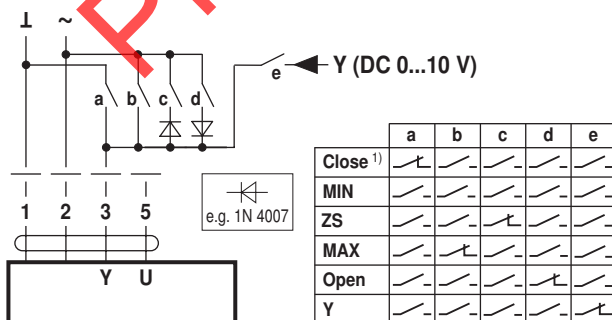 ⊥ ~
a b c d e
Y (DC 0...10 V)
1 2 3 5
Y U
e.g. 1N 4007
a b c d e
Close 1)
MIN
ZS
MAX
Open
Y